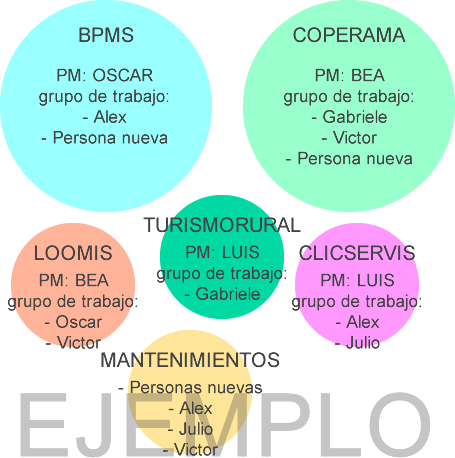 BPMS
PM: OSCAR
grupo de trabajo:
- Alex
- Persona nueva
COPERAMA
PM: BEA
grupo de trabajo:
- Gabriele
- Victor
- Persona nueva
LOOMIS
PM: BEA
grupo de trabajo:
- Oscar
- Victor
TURISMORURAL
PM: LUIS
grupo de trabajo:
- Gabriele
CLICSERVIS
PM: LUIS
grupo de trabajo:
- Alex
- Julio
MANTENIMIENTOS
- Personas nuevas
- Alex
- Julio
- Victor
EJEMPLO